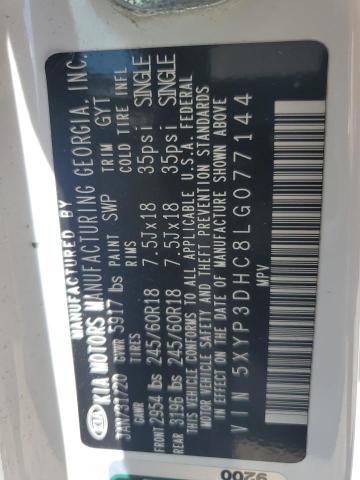 MANUFACTURED BY
KIA KIA MOTORS MANUFACTURING GEORGIA, INC.
JAN/31/20 GVWR 5917 lbs PAINT SWP TRIM GYT
GAWR TIRES RIMS COLD TIRE INFL
FRONT 2954 lbs 245/60R18 7.5Jx18 35psi SINGLE
REAR 3196 lbs 245/60R18 7.5Jx18 35psi SINGLE
THIS VEHICLE CONFORMS TO ALL APPLICABLE U.S.A. FEDERAL
MOTOR VEHICLE SAFETY AND THEFT PREVENTION STANDARDS
IN EFFECT ON THE DATE OF MANUFACTURE SHOWN ABOVE
VIN 5XYP3DHC8LG077144
MPV
9200